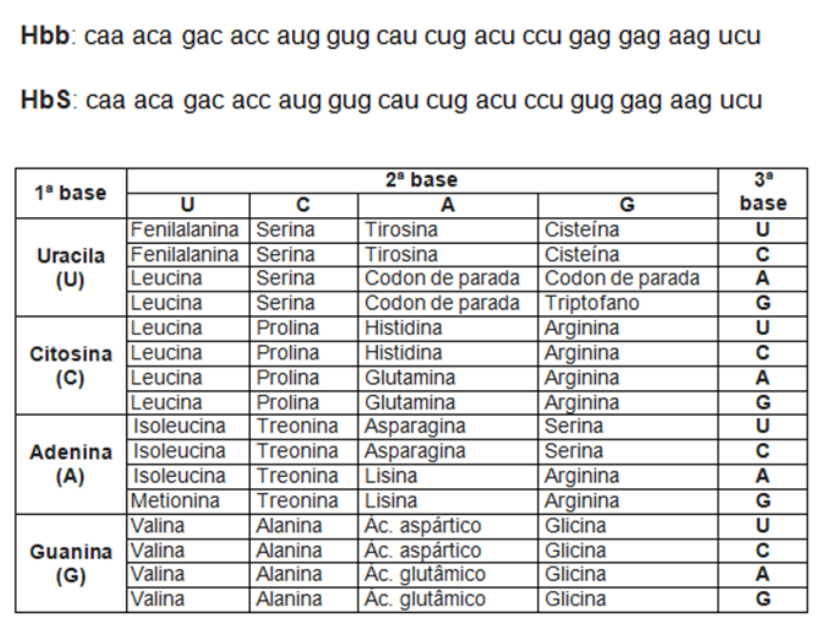 Hbb: caa aca gac acc aug gug cau cug acu ccu gag gag aag ucu
HbS: caa aca gac acc aug gug cau cug acu ccu gug gag aag ucu
1ª base 2ª base 3ª base
U C A G
Uracila (U) Fenilalanina Serina Tirosina Cisteína U
Fenilalanina Serina Tirosina Cisteína C
Leucina Serina Codon de parada Codon de parada A
Leucina Serina Codon de parada Triptofano G
Citosina (C) Leucina Prolina Histidina Arginina U
Leucina Prolina Histidina Arginina C
Leucina Prolina Glutamina Arginina A
Leucina Prolina Glutamina Arginina G
Adenina (A) Isoleucina Treonina Asparagina Serina U
Isoleucina Treonina Asparagina Serina C
Isoleucina Treonina Lisina Arginina A
Metionina Treonina Lisina Arginina G
Guanina (G) Valina Alanina Ác. aspártico Glicina U
Valina Alanina Ác. aspártico Glicina C
Valina Alanina Ác. glutâmico Glicina A
Valina Alanina Ác. glutâmico Glicina G